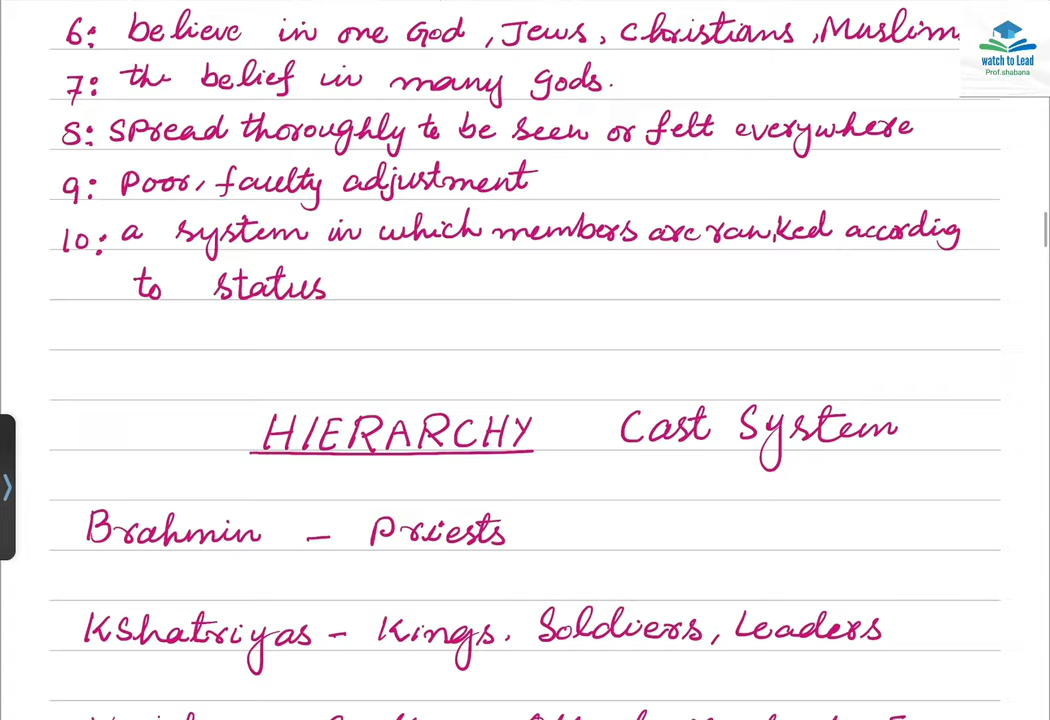 6: believe in one God, Jews, Christians, Muslim
7: the belief in many gods.
8: Spread thoroughly to be seen or felt everywhere
9: Poor, faulty adjustment
10: a system in which members are ranked accordig
to status
HIERARCHY Cast System
Brahmin - Priests
Kshatriyas - Kings. Soldiers, Leaders
watch to Lead
Prof.shabana